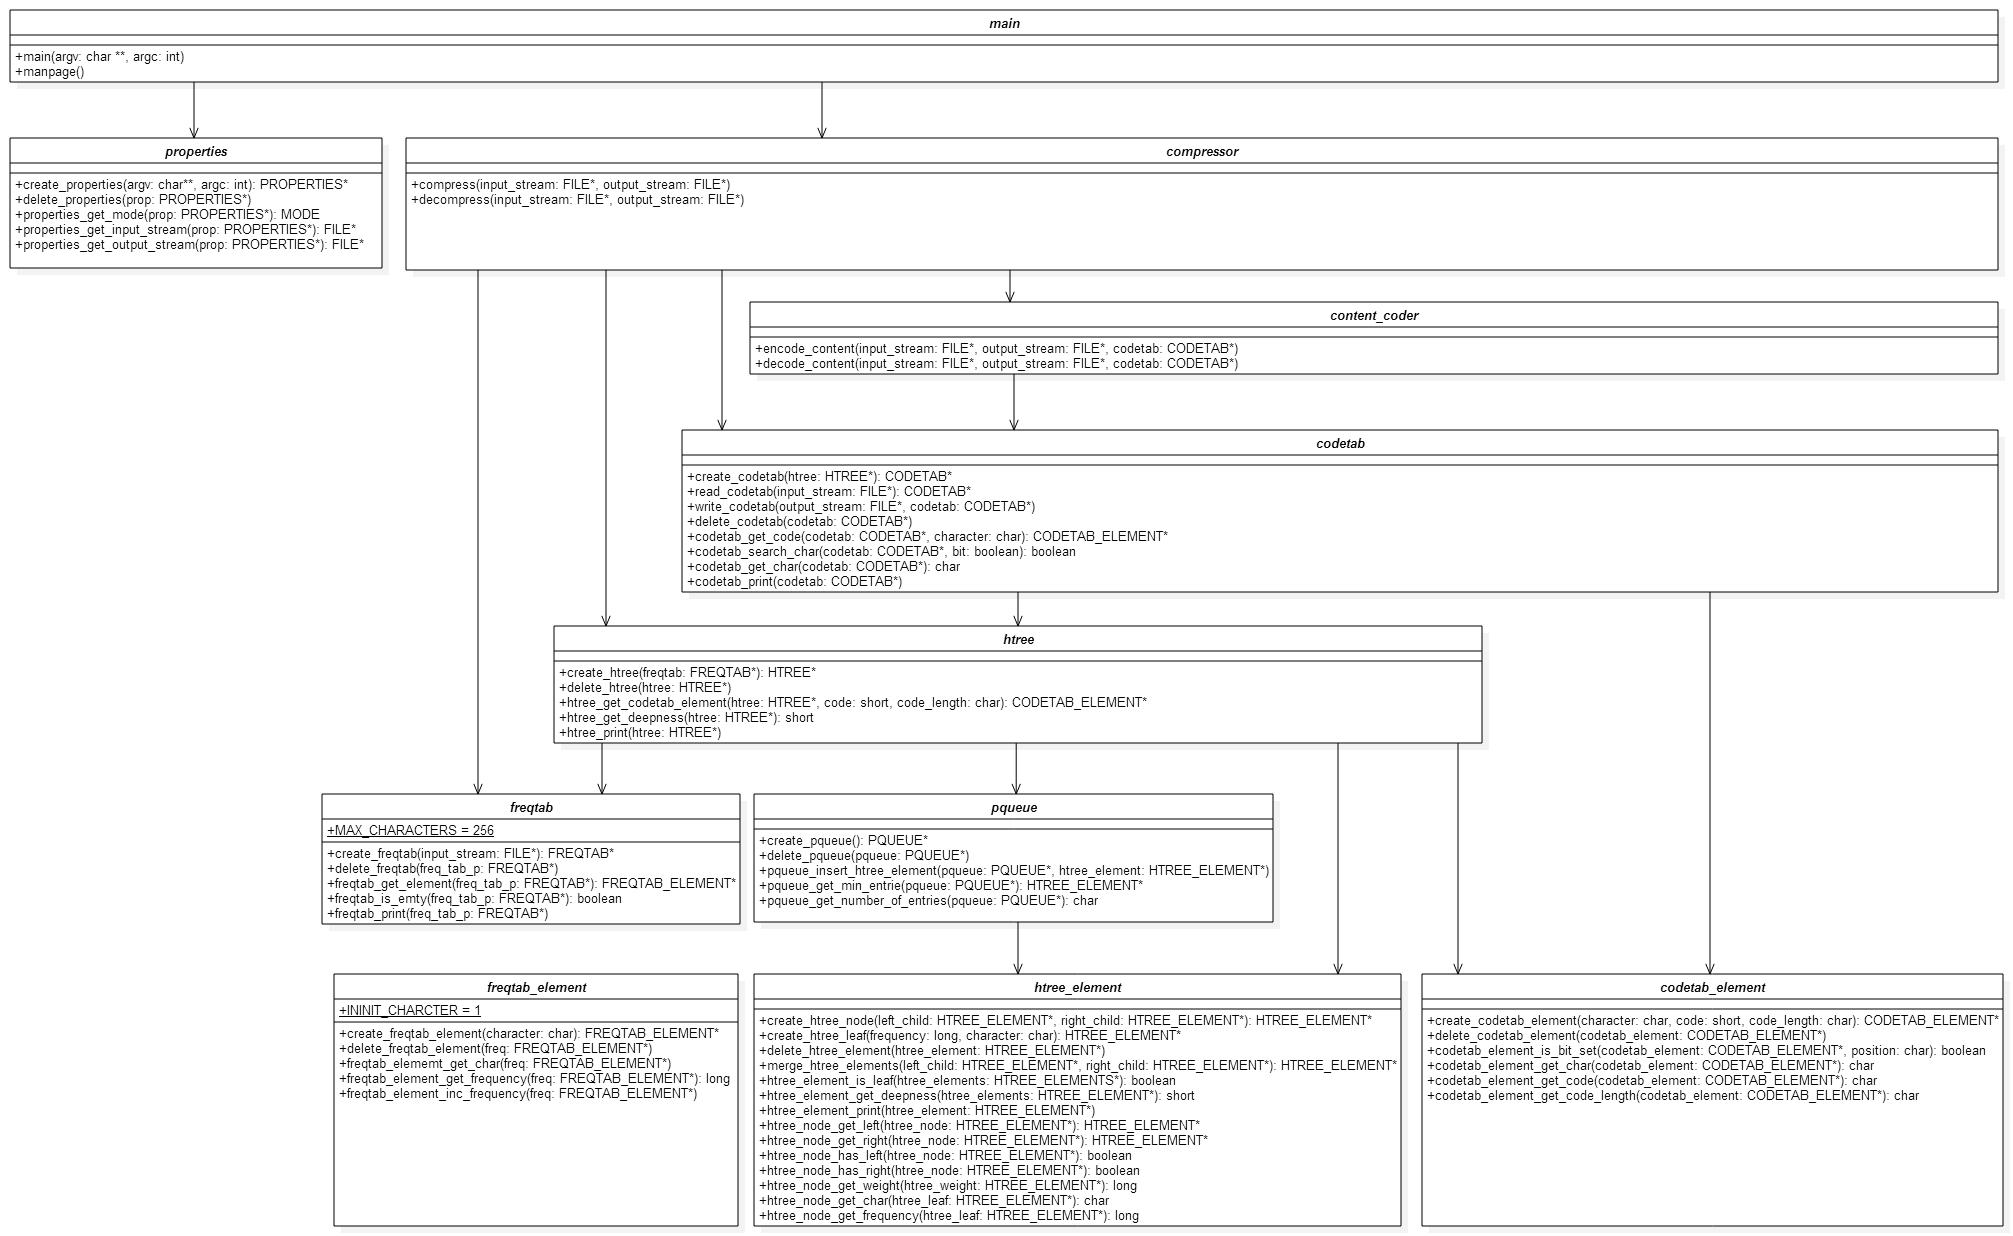 main
+main(argv: char **, argc: int)
+manpage()
properties
+create_properties(argv: char**, argc: int): PROPERTIES*
+delete_properties(prop: PROPERTIES*)
+properties_get_mode(prop: PROPERTIES*): MODE
+properties_get_input_stream(prop: PROPERTIES*): FILE*
+properties_get_output_stream(prop: PROPERTIES*): FILE*
compressor
+compress(input_stream: FILE*, output_stream: FILE*)
+decompress(input_stream: FILE*, output_stream: FILE*)
content_coder
+encode_content(input_stream: FILE*, output_stream: FILE*, codetab: CODETAB*)
+decode_content(input_stream: FILE*, output_stream: FILE*, codetab: CODETAB*)
codetab
+create_codetab(htree: HTREE*): CODETAB*
+read_codetab(input_stream: FILE*): CODETAB*
+write_codetab(output_stream: FILE*, codetab: CODETAB*)
+delete_codetab(codetab: CODETAB*)
+codetab_get_code(codetab: CODETAB*, character: char): CODETAB_ELEMENT*
+codetab_search_char(codetab: CODETAB*, bit: boolean): boolean
+codetab_get_char(codetab: CODETAB*): char
+codetab_print(codetab: CODETAB*)
htree
+create_htree(freqtab: FREQTAB*): HTREE*
+delete_htree(htree: HTREE*)
+htree_get_codetab_element(htree: HTREE*, code: short, code_length: char): CODETAB_ELEMENT*
+htree_get_deepness(htree: HTREE*): short
+htree_print(htree: HTREE*)
freqtab
+MAX_CHARACTERS = 256
+create_freqtab(input_stream: FILE*): FREQTAB*
+delete_freqtab(freq_tab_p: FREQTAB*)
+freqtab_get_element(freq_tab_p: FREQTAB*): FREQTAB_ELEMENT*
+freqtab_is_emty(freq_tab_p: FREQTAB*): boolean
+freqtab_print(freq_tab_p: FREQTAB*)
pqueue
+create_pqueue(): PQUEUE*
+delete_pqueue(pqueue: PQUEUE*)
+pqueue_insert_htree_element(pqueue: PQUEUE*, htree_element: HTREE_ELEMENT*)
+pqueue_get_min_entrie(pqueue: PQUEUE*): HTREE_ELEMENT*
+pqueue_get_number_of_entries(pqueue: PQUEUE*): char
freqtab_element
+ININIT_CHARCTER = 1
+create_freqtab_element(character: char): FREQTAB_ELEMENT*
+delete_freqtab_element(freq: FREQTAB_ELEMENT*)
+freqtab_elememt_get_char(freq: FREQTAB_ELEMENT*)
+freqtab_element_get_frequency(freq: FREQTAB_ELEMENT*): long
+freqtab_element_inc_frequency(freq: FREQTAB_ELEMENT*)
htree_element
+create_htree_node(left_child: HTREE_ELEMENT*, right_child: HTREE_ELEMENT*): HTREE_ELEMENT*
+create_htree_leaf(frequency: long, character: char): HTREE_ELEMENT*
+delete_htree_element(htree_element: HTREE_ELEMENT*)
+merge_htree_elements(left_child: HTREE_ELEMENT*, right_child: HTREE_ELEMENT*): HTREE_ELEMENT*
+htree_element_is_leaf(htree_elements: HTREE_ELEMENTS*): boolean
+htree_element_get_deepness(htree_elements: HTREE_ELEMENT*): short
+htree_element_print(htree_element: HTREE_ELEMENT*)
+htree_node_get_left(htree_node: HTREE_ELEMENT*): HTREE_ELEMENT*
+htree_node_get_right(htree_node: HTREE_ELEMENT*): HTREE_ELEMENT*
+htree_node_has_left(htree_node: HTREE_ELEMENT*): boolean
+htree_node_has_right(htree_node: HTREE_ELEMENT*): boolean
+htree_node_get_weight(htree_weight: HTREE_ELEMENT*): long
+htree_node_get_char(htree_leaf: HTREE_ELEMENT*): char
+htree_node_get_frequency(htree_leaf: HTREE_ELEMENT*): long
codetab_element
+create_codetab_element(character: char, code: short, code_length: char): CODETAB_ELEMENT*
+delete_codetab_element(codetab_element: CODETAB_ELEMENT*)
+codetab_element_is_bit_set(codetab_element: CODETAB_ELEMENT*, position: char): boolean
+codetab_element_get_char(codetab_element: CODETAB_ELEMENT*): char
+codetab_element_get_code(codetab_element: CODETAB_ELEMENT*): char
+codetab_element_get_code_length(codetab_element: CODETAB_ELEMENT*): char